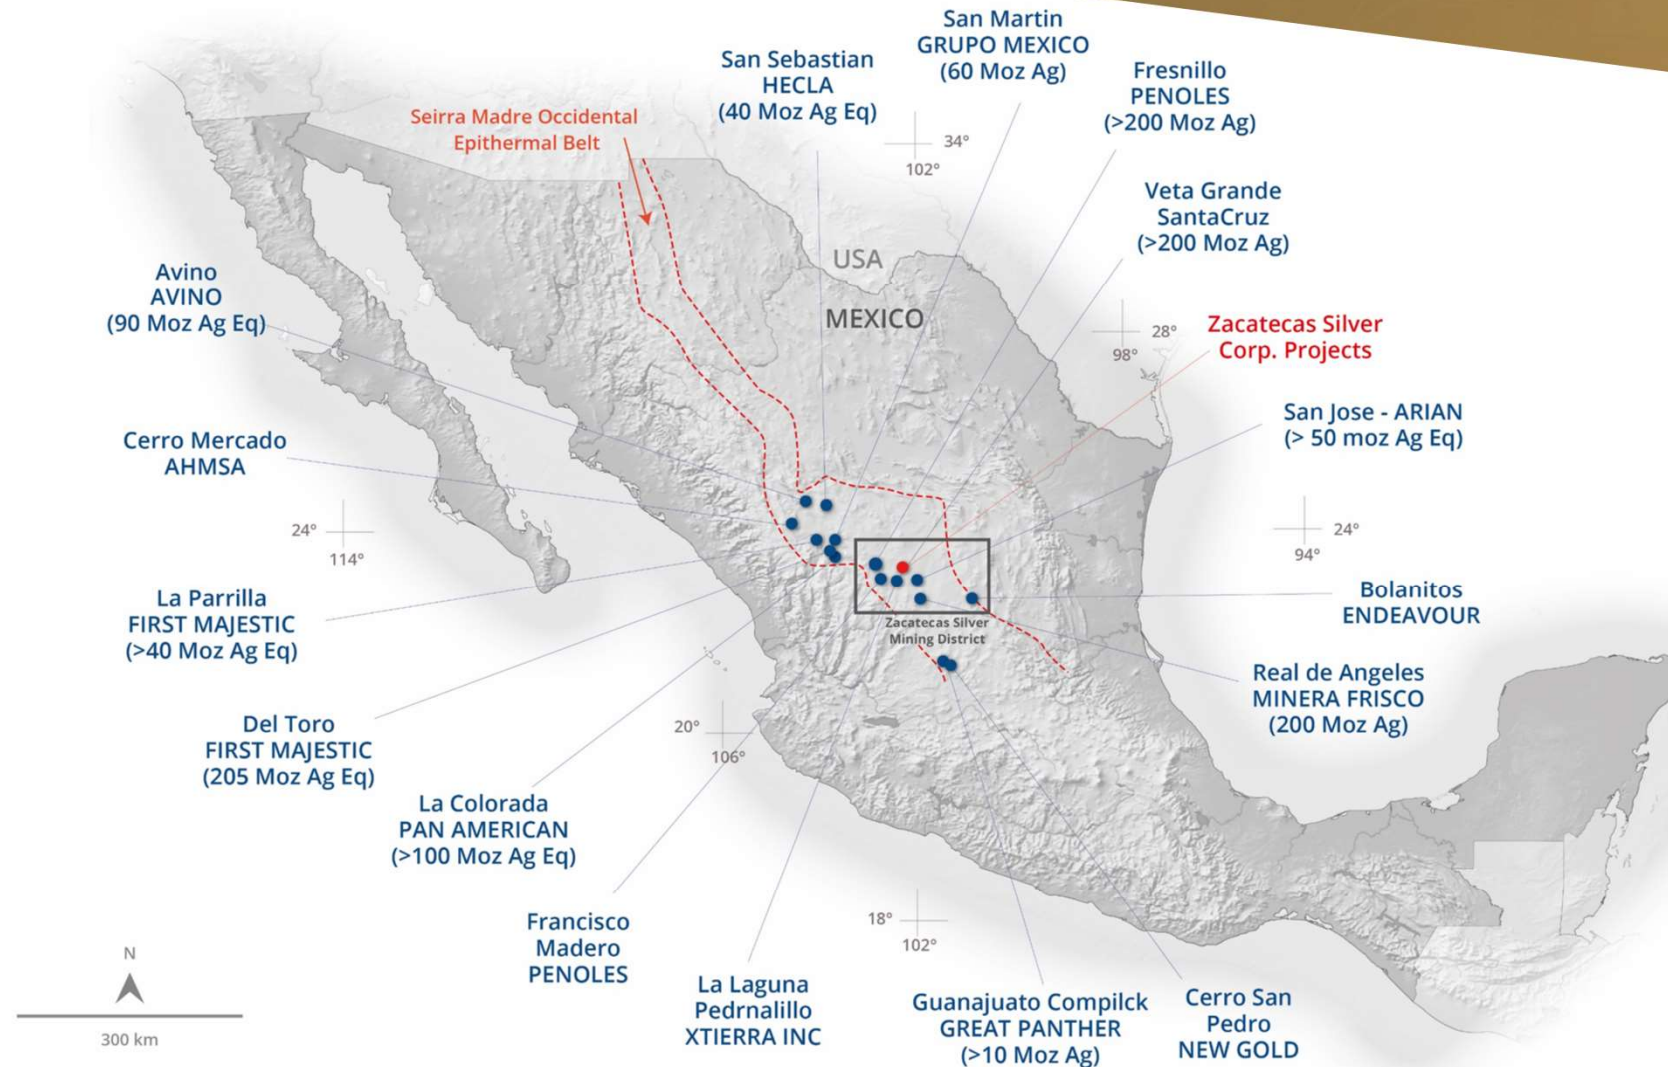 San Martin
GRUPO MEXICO
(60 Moz Ag)
San Sebastian
HECLA
(40 Moz Ag Eq)
Fresnillo
PENOLES
(>200 Moz Ag)
Seirra Madre Occidental
Epithermal Belt
34°
102°
Veta Grande
SantaCruz
(>200 Moz Ag)
USA
MEXICO
Avino
AVINO
(90 Moz Ag Eq)
Zacatecas Silver
Corp. Projects
28°
98°
San Jose - ARIAN
(> 50 moz Ag Eq)
Cerro Mercado
AHMSA
24°
114°
24°
94°
La Parrilla
FIRST MAJESTIC
(>40 Moz Ag Eq)
Bolanitos
ENDEAVOUR
Zacatecas Silver
Mining District
Real de Angeles
MINERA FRISCO
(200 Moz Ag)
Del Toro
FIRST MAJESTIC
(205 Moz Ag Eq)
20°
106°
La Colorada
PAN AMERICAN
(>100 Moz Ag Eq)
18°
102°
Francisco
Madero
PENOLES
La Laguna
Pedrnalillo
XTIERRA INC
Guanajuato Compilck
GREAT PANTHER
(>10 Moz Ag)
Cerro San
Pedro
NEW GOLD
N
300 km